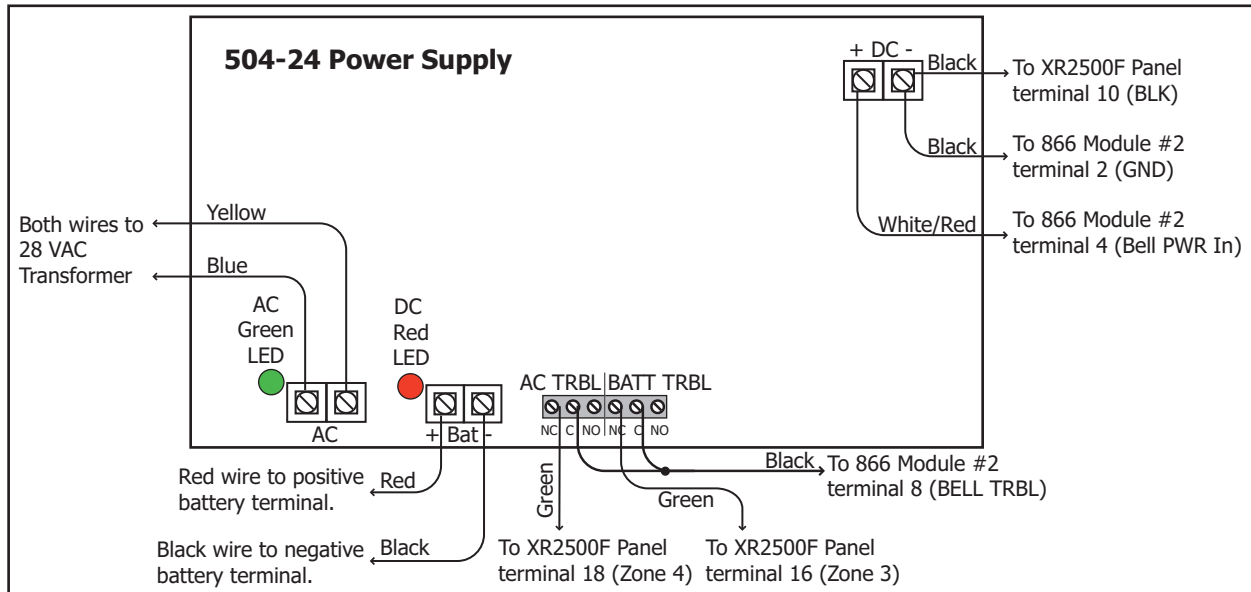 504-24 Power Supply
+ DC -
Black
To XR2500F Panel
terminal 10 (BLK)
Black
To 866 Module #2
terminal 2 (GND)
White/Red
To 866 Module #2
terminal 4 (Bell PWR In)
Both wires to
28 VAC
Transformer
Yellow
Blue
AC
Green
LED
DC
Red
LED
AC
+ Bat -
AC TRBL BATT TRBL
NC C NO NC C NO
Red wire to positive
battery terminal.
Red
Black wire to negative
battery terminal.
Black
Green
To XR2500F Panel
terminal 18 (Zone 4)
Green
To XR2500F Panel
terminal 16 (Zone 3)
Black
To 866 Module #2
terminal 8 (BELL TRBL)